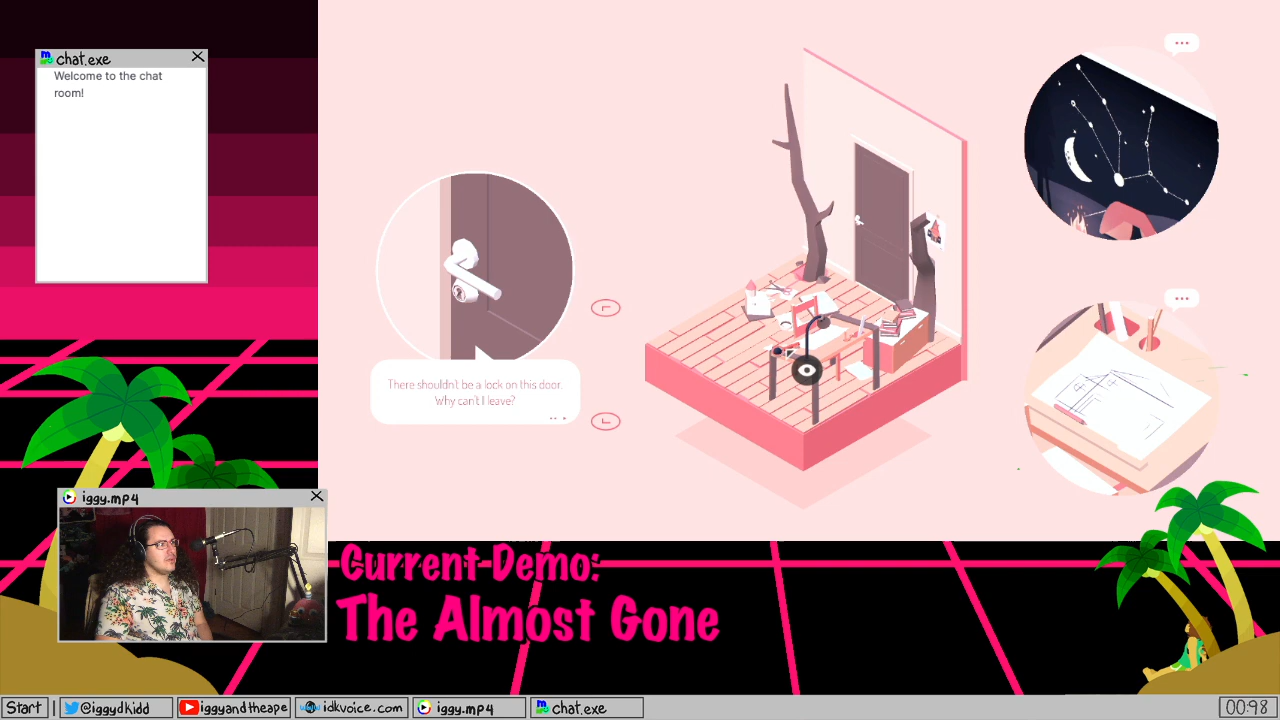 chat.exe
Welcome to the chat
room!
There shouldn't be a lock on this door.
Why can't I leave?
iggy.mp4
Current Demo:
The Almost Gone
Start
@iggydkidd
iggyandtheape
idkvoice.com
iggy.mp4
chat.exe
00:98